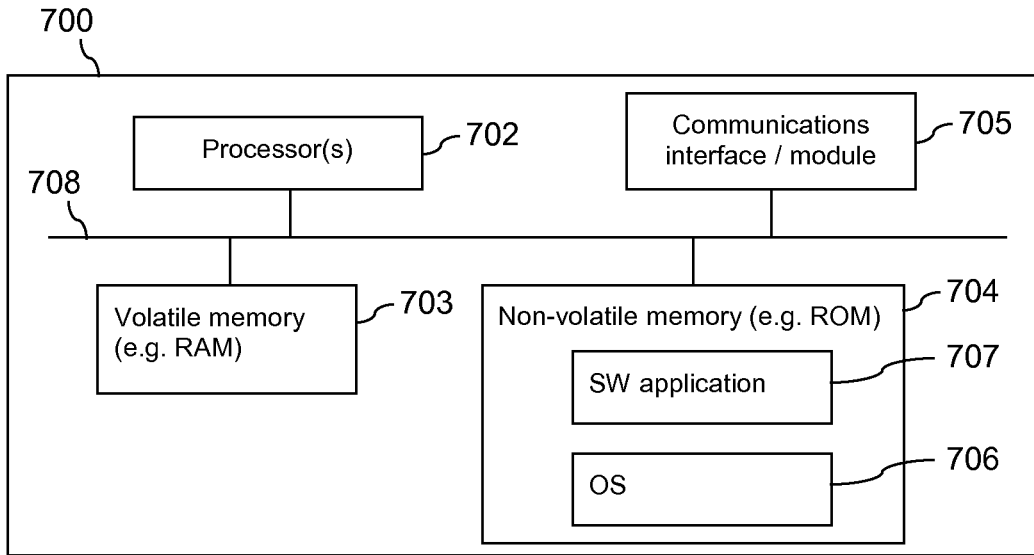 700
Processor(s)
702
Communications
interface / module
705
708
Volatile memory
(e.g. RAM)
703
Non-volatile memory (e.g. ROM)
704
SW application
707
OS
706